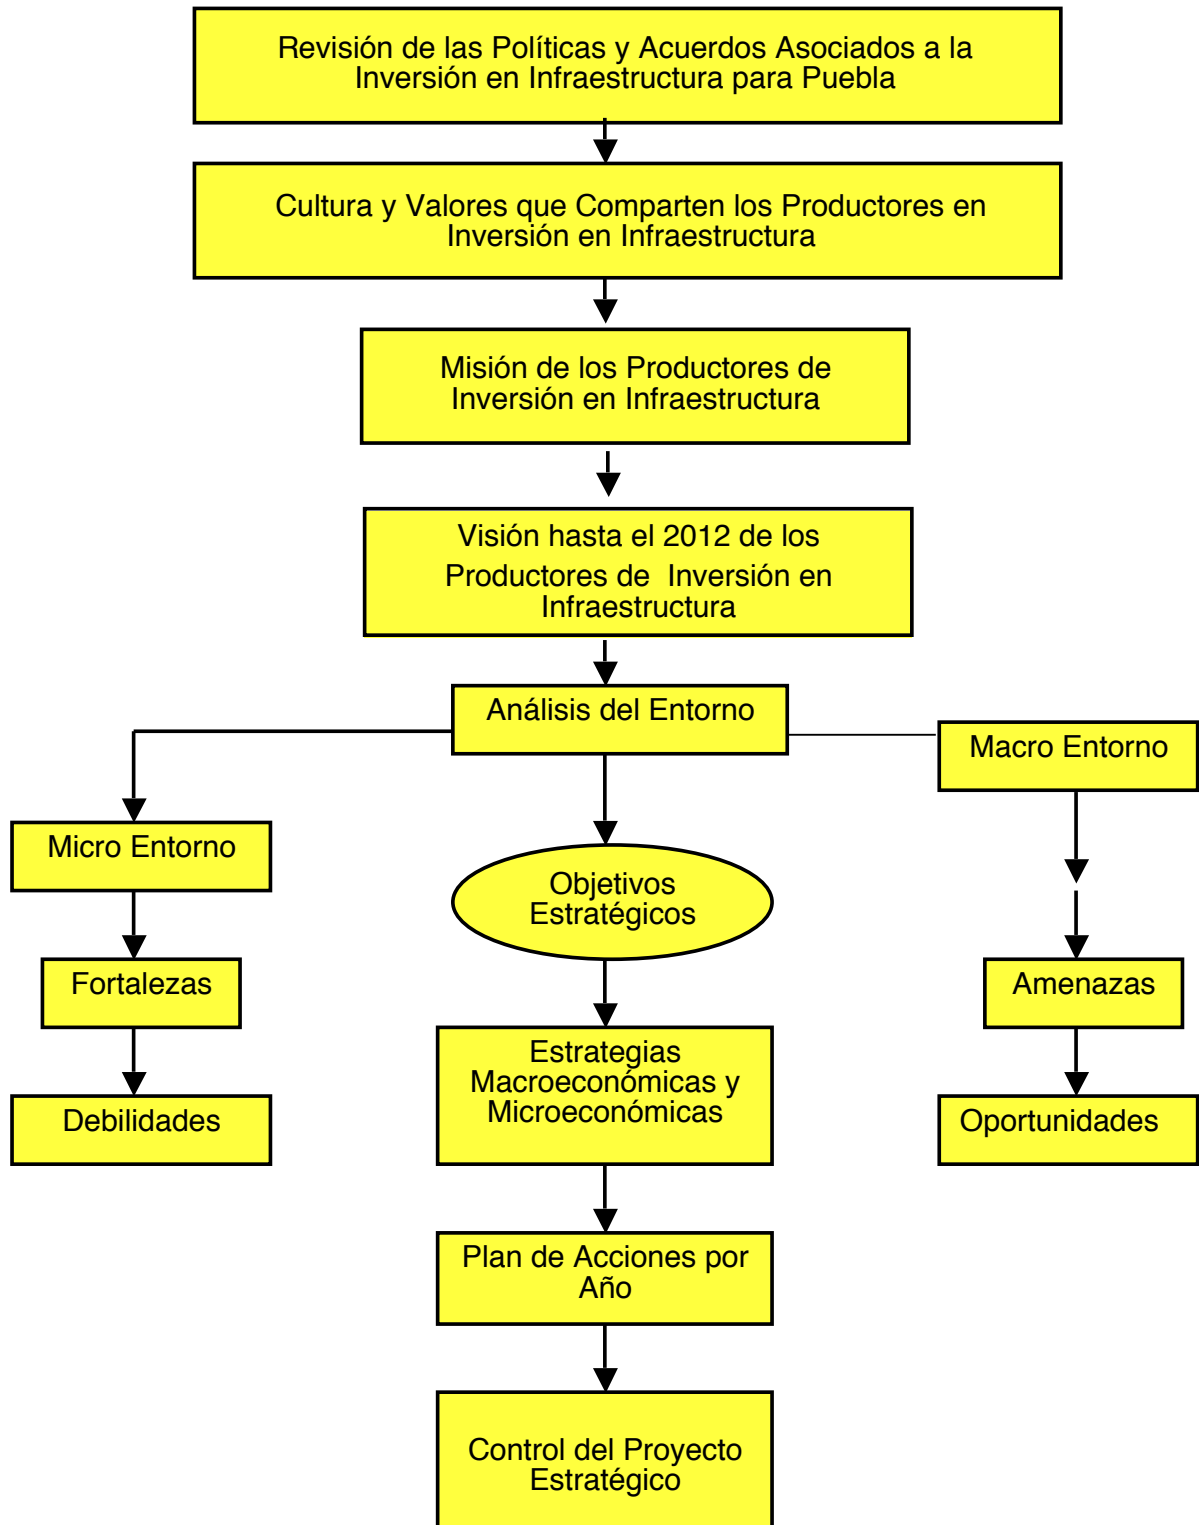 Revisión de las Políticas y Acuerdos Asociados a la
Inversión en Infraestructura para Puebla
Cultura y Valores que Comparten los Productores en
Inversión en Infraestructura
Misión de los Productores de
Inversión en Infraestructura
Visión hasta el 2012 de los
Productores de Inversión en
Infraestructura
Análisis del Entorno
Macro Entorno
Micro Entorno
Objetivos
Estratégicos
Fortalezas
Amenazas
Estrategias
Macroeconómicas y
Microeconómicas
Debilidades
Oportunidades
Plan de Acciones por
Año
Control del Proyecto
Estratégico